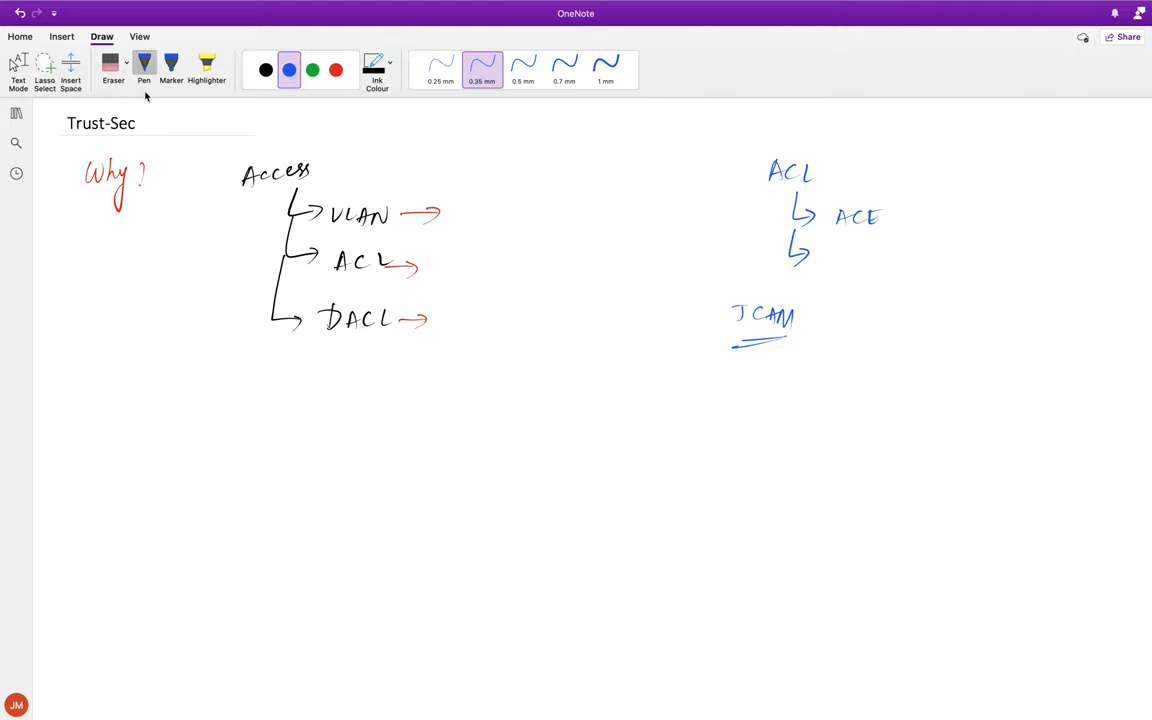 OneNote
Home Insert Draw View
Share
Text Mode
Lasso Select
Insert Space
Eraser
Pen
Marker
Highlighter
Ink Colour
0.25 mm
0.35 mm
0.5 mm
0.7 mm
1 mm
Trust-Sec
Why?
Access
VLAN
ACL
DACL
ACL
ACE
TCAM
JM